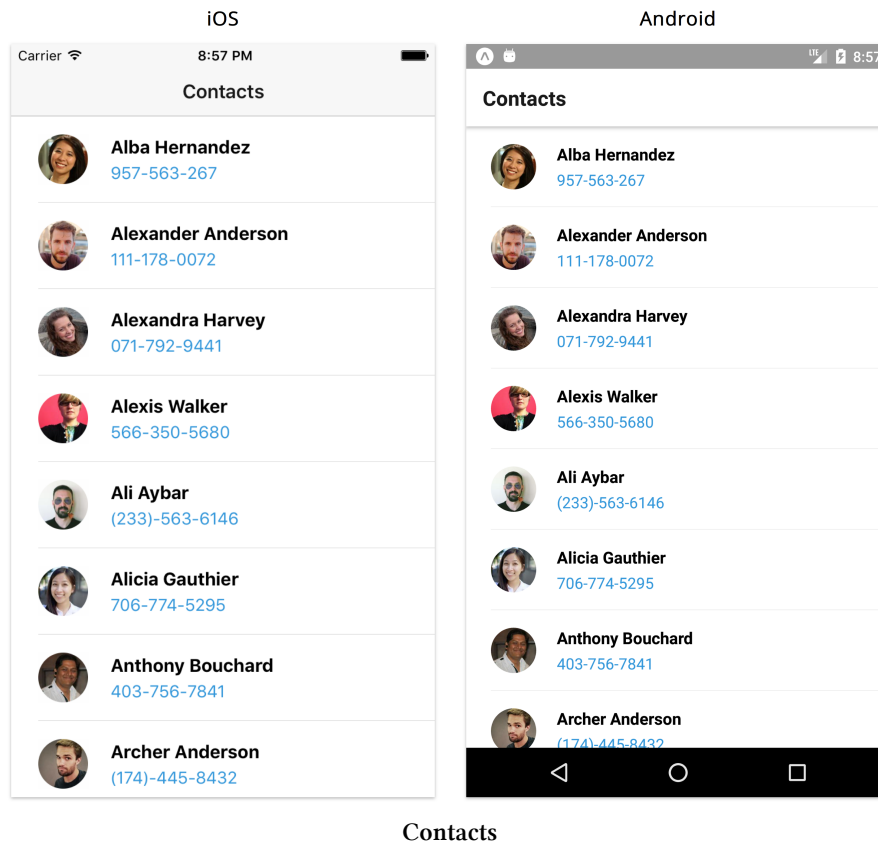 iOS
Android
Carrier 8:57 PM
Contacts
Alba Hernandez
957-563-267
Alexander Anderson
111-178-0072
Alexandra Harvey
071-792-9441
Alexis Walker
566-350-5680
Ali Aybar
(233)-563-6146
Alicia Gauthier
706-774-5295
Anthony Bouchard
403-756-7841
Archer Anderson
(174)-445-8432
LTE 8:57
Contacts
Alba Hernandez
957-563-267
Alexander Anderson
111-178-0072
Alexandra Harvey
071-792-9441
Alexis Walker
566-350-5680
Ali Aybar
(233)-563-6146
Alicia Gauthier
706-774-5295
Anthony Bouchard
403-756-7841
Archer Anderson
(174)-445-8432
Contacts